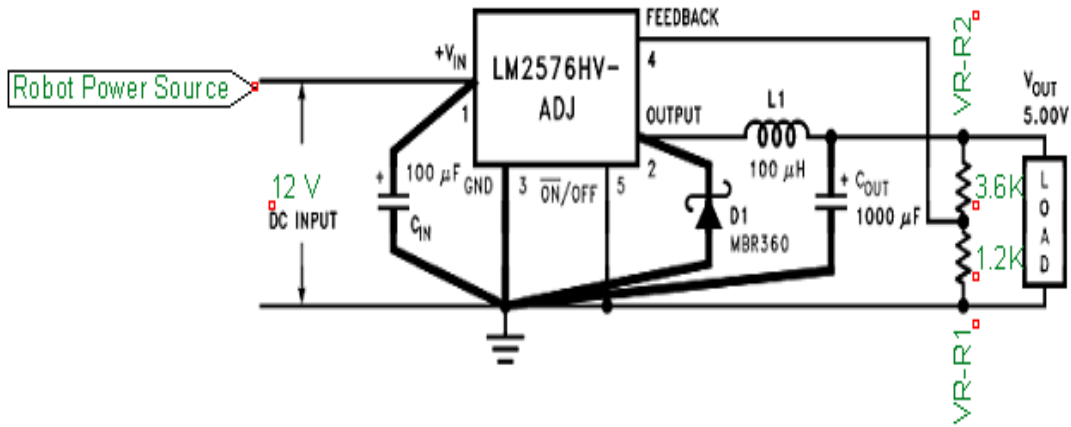 FEEDBACK
4
+VIN
LM2576HV-
ADJ
VR-R2
Robot Power Source
1
OUTPUT
2
L1
100 μH
VOUT
5.00V
100 μF
+
GND
3
ON/OFF
5
12 V
DC INPUT
CIN
D1
MBR360
+ COUT
1000 μF
3.6K
1.2K
LOAD
VR-R1